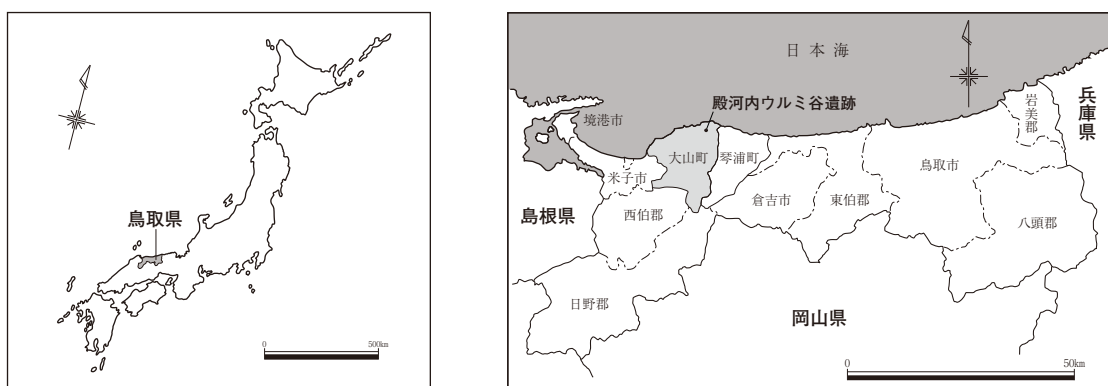 鳥取県
0
500km
日本海
殿河内ウルミ谷遺跡
境港市
大山町
琴浦町
米子市
倉吉市
東伯郡
鳥取市
岩美郡
兵庫県
島根県
西伯郡
八頭郡
日野郡
岡山県
0
50km